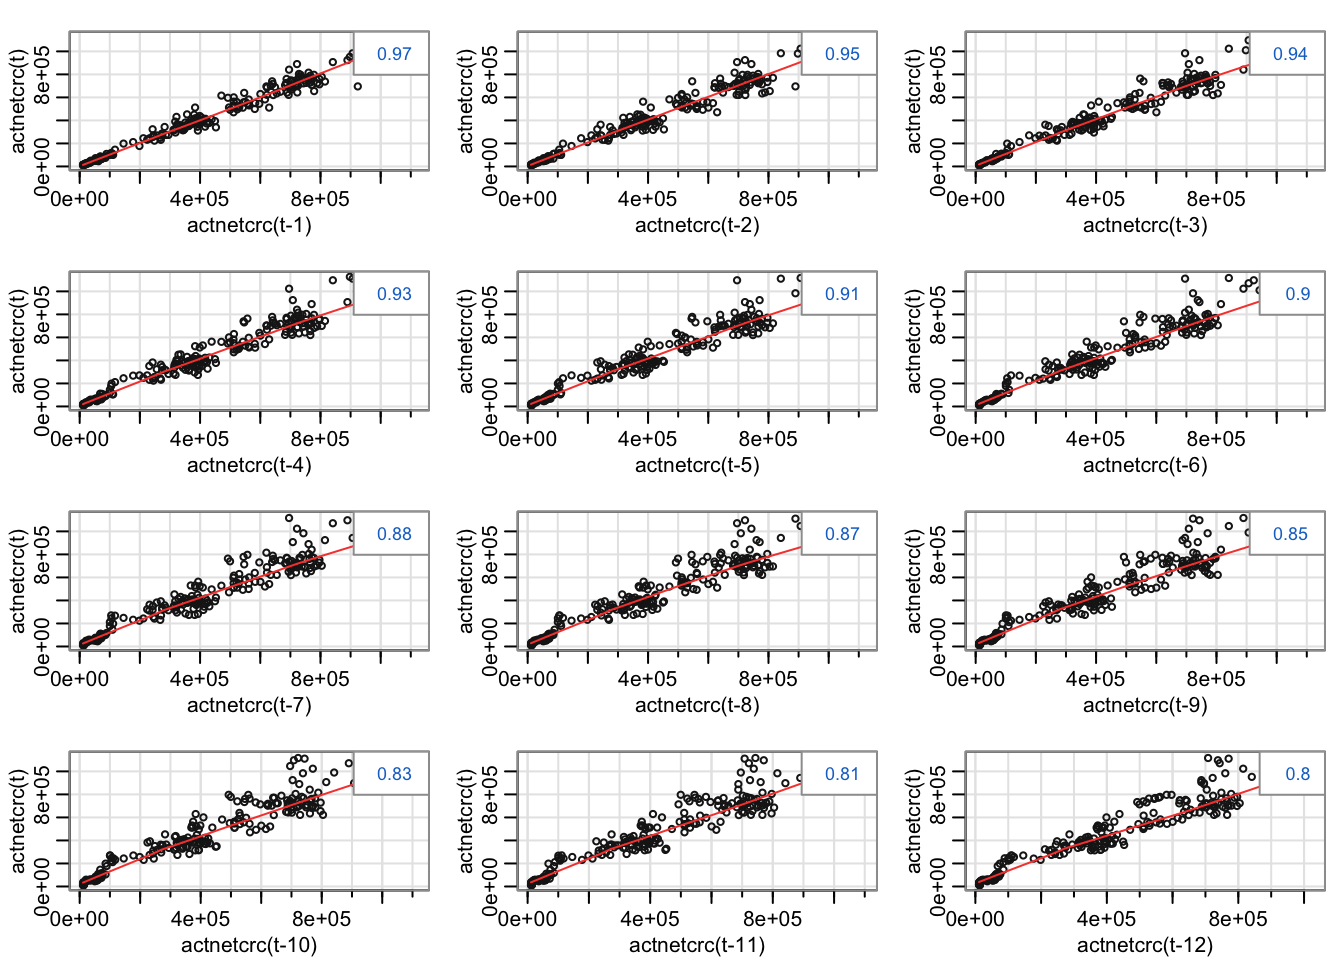 0.97
actnetcrc(t)
0e+00 8e+05
0e+00 4e+05 8e+05
actnetcrc(t-1)
0.95
actnetcrc(t)
0e+00 8e+05
0e+00 4e+05 8e+05
actnetcrc(t-2)
0.94
actnetcrc(t)
0e+00 8e+05
0e+00 4e+05 8e+05
actnetcrc(t-3)
0.93
actnetcrc(t)
0e+00 8e+05
0e+00 4e+05 8e+05
actnetcrc(t-4)
0.91
actnetcrc(t)
0e+00 8e+05
0e+00 4e+05 8e+05
actnetcrc(t-5)
0.9
actnetcrc(t)
0e+00 8e+05
0e+00 4e+05 8e+05
actnetcrc(t-6)
0.88
actnetcrc(t)
0e+00 8e+05
0e+00 4e+05 8e+05
actnetcrc(t-7)
0.87
actnetcrc(t)
0e+00 8e+05
0e+00 4e+05 8e+05
actnetcrc(t-8)
0.85
actnetcrc(t)
0e+00 8e+05
0e+00 4e+05 8e+05
actnetcrc(t-9)
0.83
actnetcrc(t)
0e+00 8e+05
0e+00 4e+05 8e+05
actnetcrc(t-10)
0.81
actnetcrc(t)
0e+00 8e+05
0e+00 4e+05 8e+05
actnetcrc(t-11)
0.8
actnetcrc(t)
0e+00 8e+05
0e+00 4e+05 8e+05
actnetcrc(t-12)